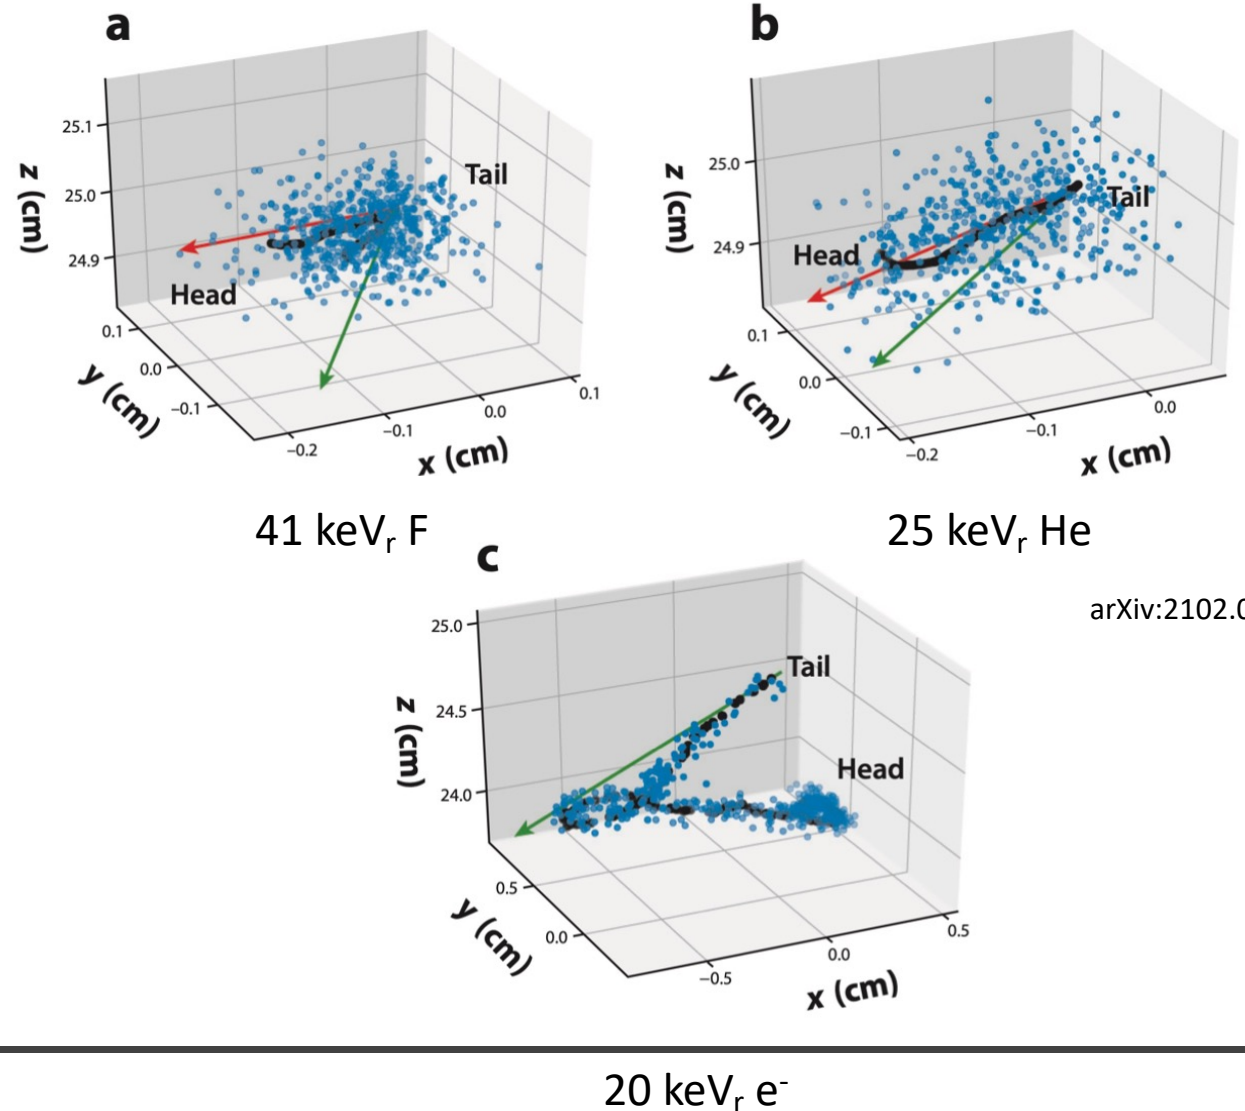 a
25.1
25.0
24.9
z (cm)
Tail
Head
0.1
0.0
−0.1
y (cm)
−0.2
−0.1
0.0
0.1
x (cm)
41 keVr F
b
25.0
24.9
z (cm)
Tail
Head
0.1
0.0
−0.1
y (cm)
−0.2
−0.1
0.0
x (cm)
25 keVr He
arXiv:2102.0
c
25.0
24.5
24.0
z (cm)
Tail
Head
0.5
0.0
y (cm)
−0.5
0.0
0.5
x (cm)
20 keVr e-